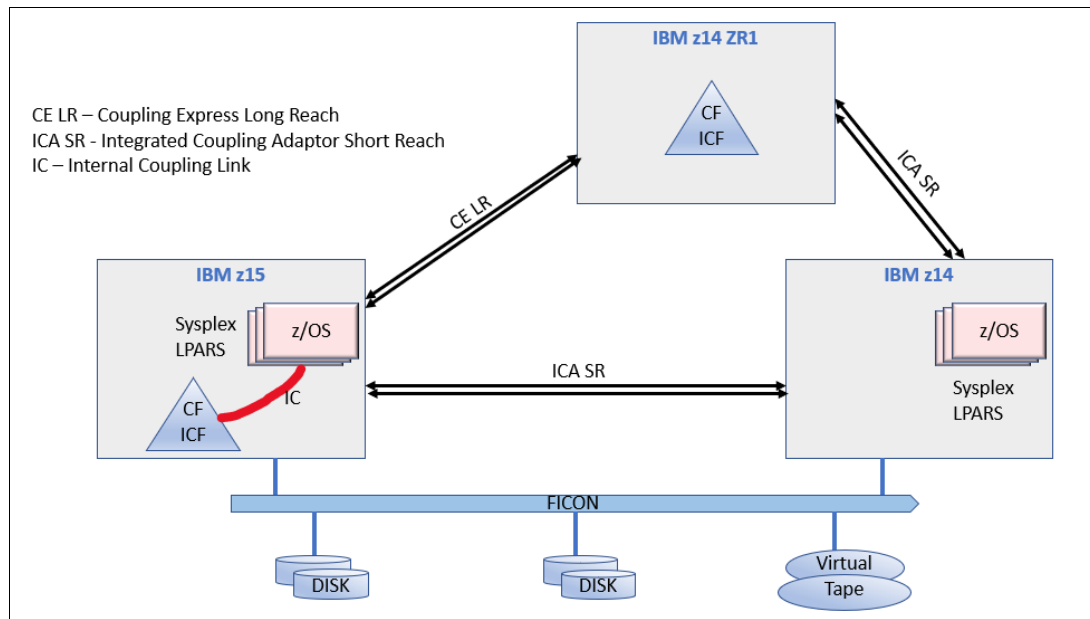 IBM z14 ZR1
CE LR – Coupling Express Long Reach
ICA SR - Integrated Coupling Adaptor Short Reach
IC – Internal Coupling Link
CF
ICF
ICA SR
CE LR
IBM z15
Sysplex
LPARS
z/OS
IC
CF
ICF
ICA SR
IBM z14
z/OS
Sysplex
LPARS
FICON
DISK
DISK
Virtual
Tape